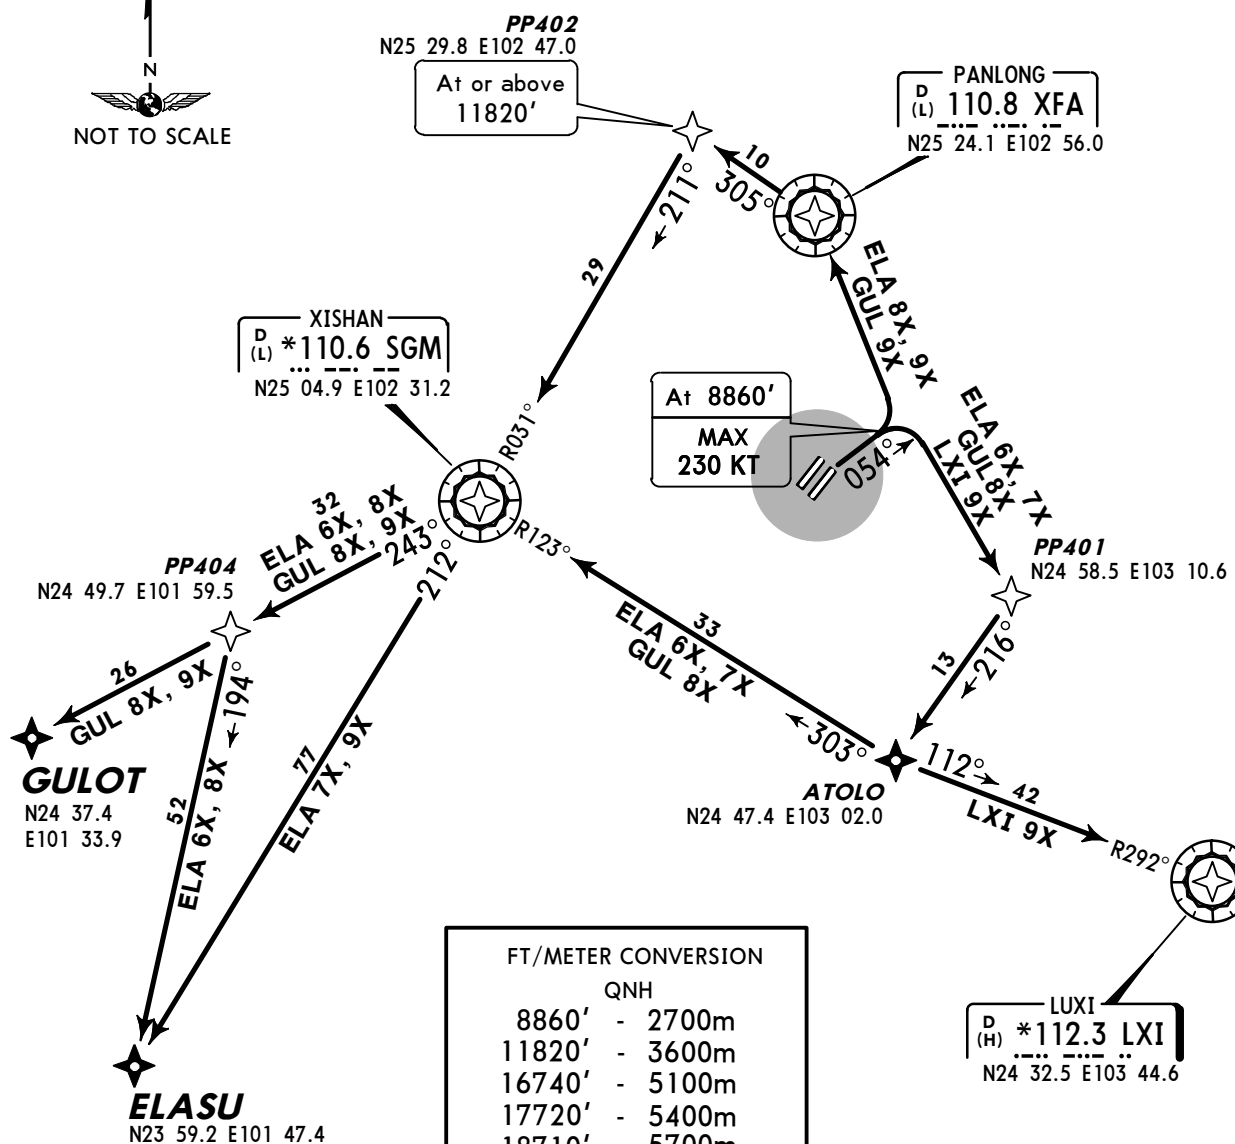 N
NOT TO SCALE
PP402
N25 29.8 E102 47.0
At or above
11820'
PANLONG
D
(L) 110.8 XFA
N25 24.1 E102 56.0
10
305°
←211°
29
ELA 8X, 9X
GUL 9X
XISHAN
D
(L) *110.6 SGM
N25 04.9 E102 31.2
At 8860'
MAX
230 KT
054°→
ELA 6X, 7X
GUL8X
LXI 9X
R031°
R123°
32
ELA 6X, 8X
GUL 8X, 9X
243°
212°
PP404
N24 49.7 E101 59.5
PP401
N24 58.5 E103 10.6
33
ELA 6X, 7X
GUL 8X
←303°
13
←216°
26
GUL 8X, 9X
←194°
GULOT
N24 37.4
E101 33.9
52
ELA 6X, 8X
77
ELA 7X, 9X
ATOLO
N24 47.4 E103 02.0
112°→
42
LXI 9X
R292°
FT/METER CONVERSION
QNH
8860' - 2700m
11820' - 3600m
16740' - 5100m
17720' - 5400m
18710' - 5700m
LUXI
D
(H) *112.3 LXI
N24 32.5 E103 44.6
ELASU
N23 59.2 E101 47.4